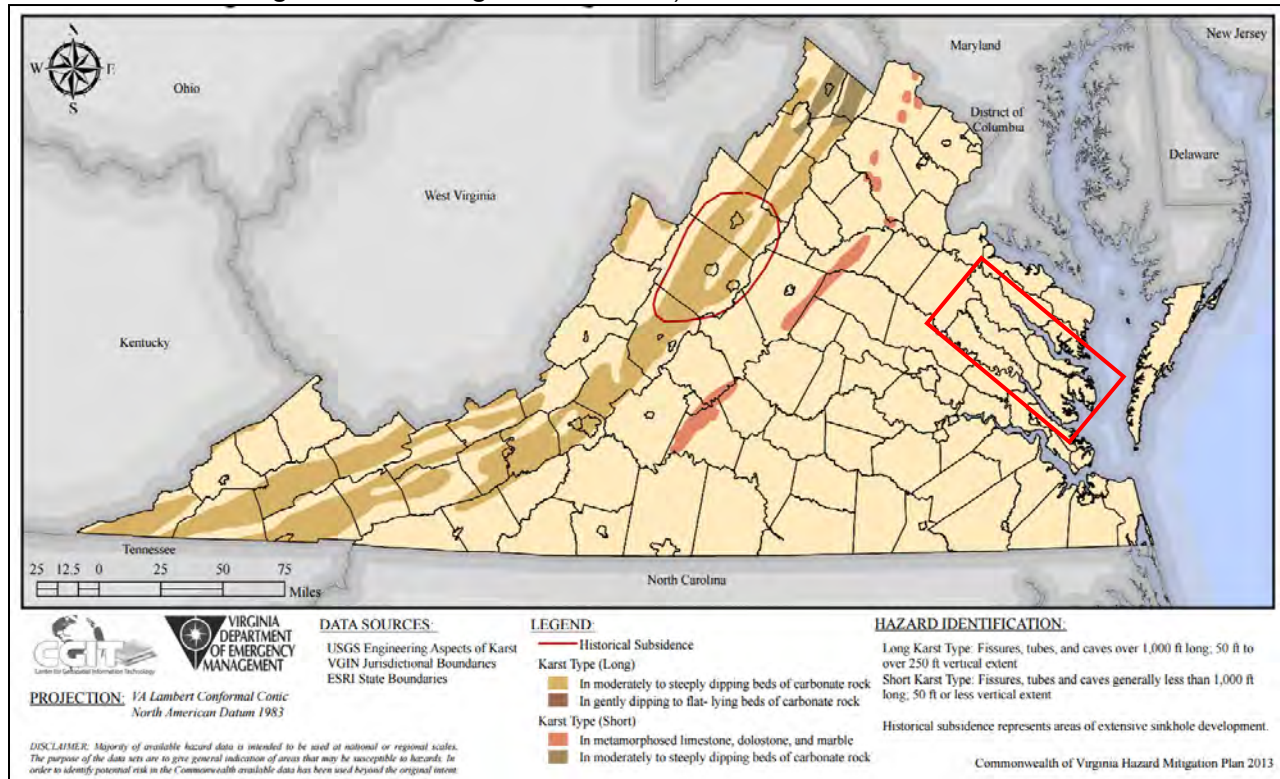 New Jersey
Maryland
N
W E
S
Ohio
District of
Columbia
Delaware
West Virginia
Kentucky
Tennessee
North Carolina
25 12.5 0 25 50 75
Miles
CGIT
Center for Geospatial Information Technology
VIRGINIA
DEPARTMENT
OF EMERGENCY
MANAGEMENT
PROJECTION: VA Lambert Conformal Conic
North American Datum 1983
DISCLAIMER: Majority of available hazard data is intended to be used at national or regional scales.
The purpose of the data sets are to give general indication of areas that may be susceptible to hazards. In
order to identify potential risk in the Commonwealth available data has been used beyond the original intent.
DATA SOURCES:
USGS Engineering Aspects of Karst
VGIN Jurisdictional Boundaries
ESRI State Boundaries
LEGEND:
Historical Subsidence
Karst Type (Long)
In moderately to steeply dipping beds of carbonate rock
In gently dipping to flat- lying beds of carbonate rock
Karst Type (Short)
In metamorphosed limestone, dolostone, and marble
In moderately to steeply dipping beds of carbonate rock
HAZARD IDENTIFICATION:
Long Karst Type: Fissures, tubes, and caves over 1,000 ft long; 50 ft to
over 250 ft vertical extent
Short Karst Type: Fissures, tubes and caves generally less than 1,000 ft
long; 50 ft or less vertical extent
Historical subsidence represents areas of extensive sinkhole development.
Commonwealth of Virginia Hazard Mitigation Plan 2013